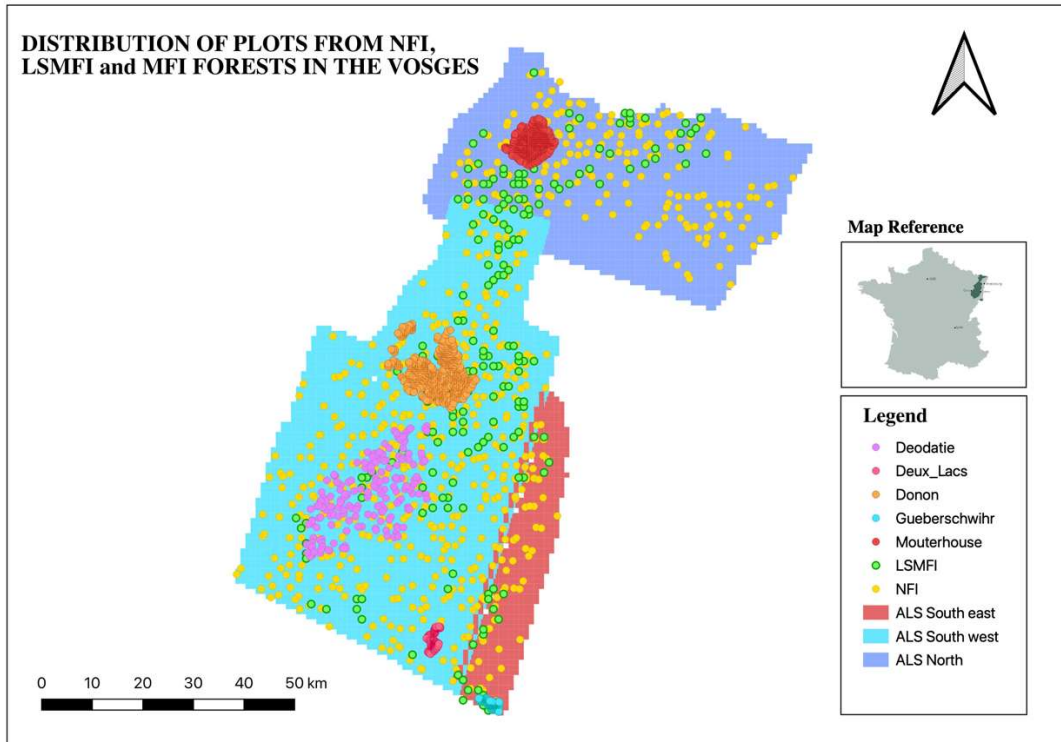 DISTRIBUTION OF PLOTS FROM NFI,
LSMFI and MFI FORESTS IN THE VOSGES
Map Reference
Legend
Deodatie
Deux_Lacs
Donon
Gueberschwihr
Mouterhouse
LSMFI
NFI
ALS South east
ALS South west
ALS North
0 10 20 30 40 50 km